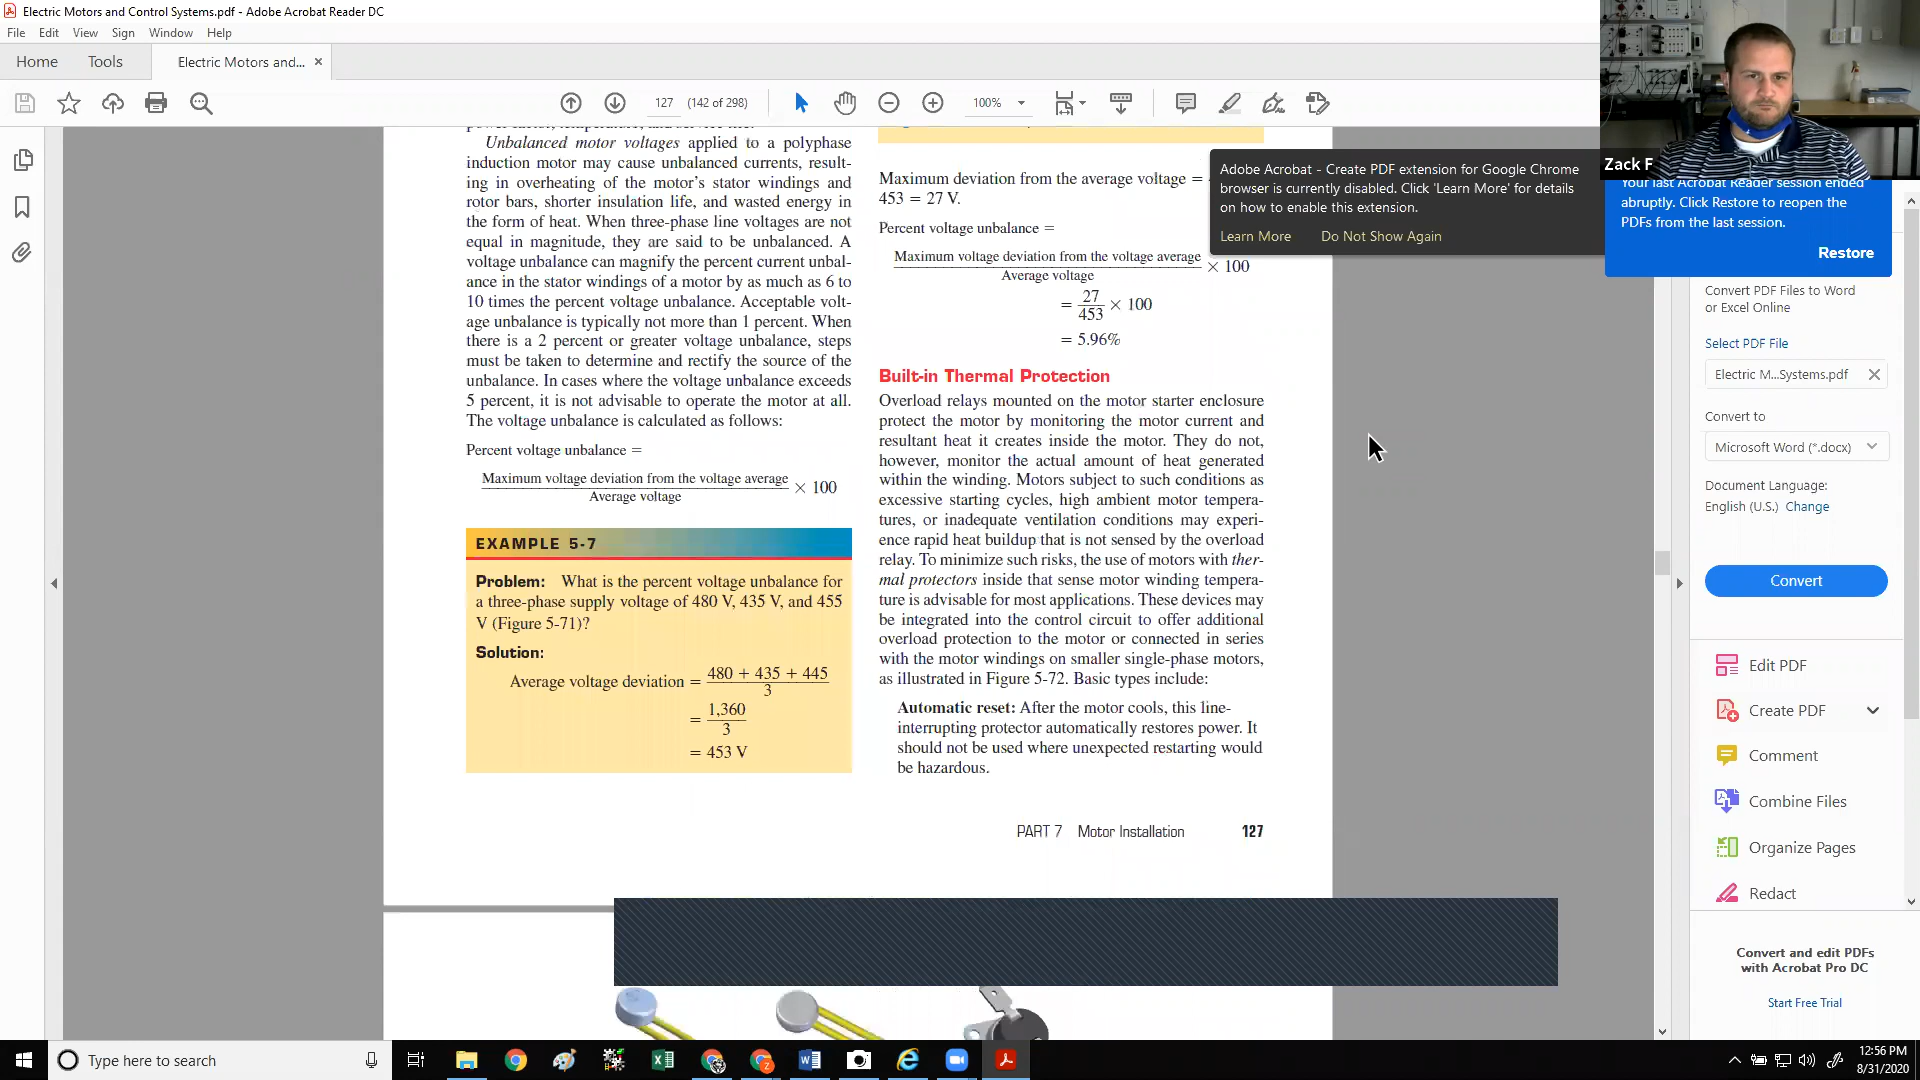 Electric Motors and Control Systems.pdf - Adobe Acrobat Reader DC
File Edit View Sign Window Help
Home Tools Electric Motors and... ×
127 (142 of 298) 100%
Unbalanced motor voltages applied to a polyphase
induction motor may cause unbalanced currents, result-
ing in overheating of the motor's stator windings and
rotor bars, shorter insulation life, and wasted energy in
the form of heat. When three-phase line voltages are not
equal in magnitude, they are said to be unbalanced. A
voltage unbalance can magnify the percent current unbal-
ance in the stator windings of a motor by as much as 6 to
10 times the percent voltage unbalance. Acceptable volt-
age unbalance is typically not more than 1 percent. When
there is a 2 percent or greater voltage unbalance, steps
must be taken to determine and rectify the source of the
unbalance. In cases where the voltage unbalance exceeds
5 percent, it is not advisable to operate the motor at all.
The voltage unbalance is calculated as follows:
Percent voltage unbalance =
Maximum voltage deviation from the voltage average
× 100
Average voltage
EXAMPLE 5-7
Problem: What is the percent voltage unbalance for
a three-phase supply voltage of 480 V, 435 V, and 455
V (Figure 5-71)?
Solution:
Average voltage deviation = 480 + 435 + 445
3
= 1,360
3
= 453 V
Maximum deviation from the average voltage =
453 = 27 V.
Percent voltage unbalance =
Maximum voltage deviation from the voltage average
× 100
Average voltage
= 27
453 × 100
= 5.96%
Built-in Thermal Protection
Overload relays mounted on the motor starter enclosure
protect the motor by monitoring the motor current and
resultant heat it creates inside the motor. They do not,
however, monitor the actual amount of heat generated
within the winding. Motors subject to such conditions as
excessive starting cycles, high ambient motor tempera-
tures, or inadequate ventilation conditions may experi-
ence rapid heat buildup that is not sensed by the overload
relay. To minimize such risks, the use of motors with ther-
mal protectors inside that sense motor winding tempera-
ture is advisable for most applications. These devices may
be integrated into the control circuit to offer additional
overload protection to the motor or connected in series
with the motor windings on smaller single-phase motors,
as illustrated in Figure 5-72. Basic types include:
Automatic reset: After the motor cools, this line-
interrupting protector automatically restores power. It
should not be used where unexpected restarting would
be hazardous.
PART 7 Motor Installation 127
Adobe Acrobat - Create PDF extension for Google Chrome
browser is currently disabled. Click 'Learn More' for details
on how to enable this extension.
Learn More Do Not Show Again
Zack F
Your last Acrobat Reader session ended
abruptly. Click Restore to reopen the
PDFs from the last session.
Restore
Convert PDF Files to Word
or Excel Online
Select PDF File
Electric M...Systems.pdf
Convert to
Microsoft Word (*.docx)
Document Language:
English (U.S.) Change
Convert
Edit PDF
Create PDF
Comment
Combine Files
Organize Pages
Redact
Convert and edit PDFs
with Acrobat Pro DC
Start Free Trial
Type here to search
12:56 PM
8/31/2020